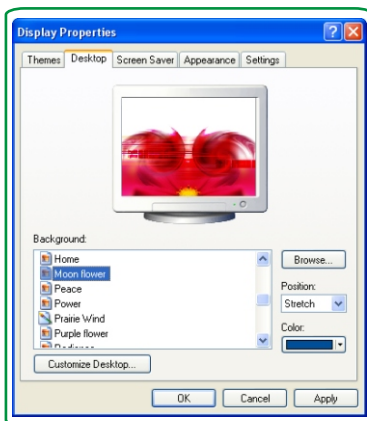 Display Properties
Themes Desktop Screen Saver Appearance Settings
Background:
Home
Moon flower
Peace
Power
Prairie Wind
Purple flower
Radiance
Browse...
Position:
Stretch
Color:
Customize Desktop...
OK Cancel Apply